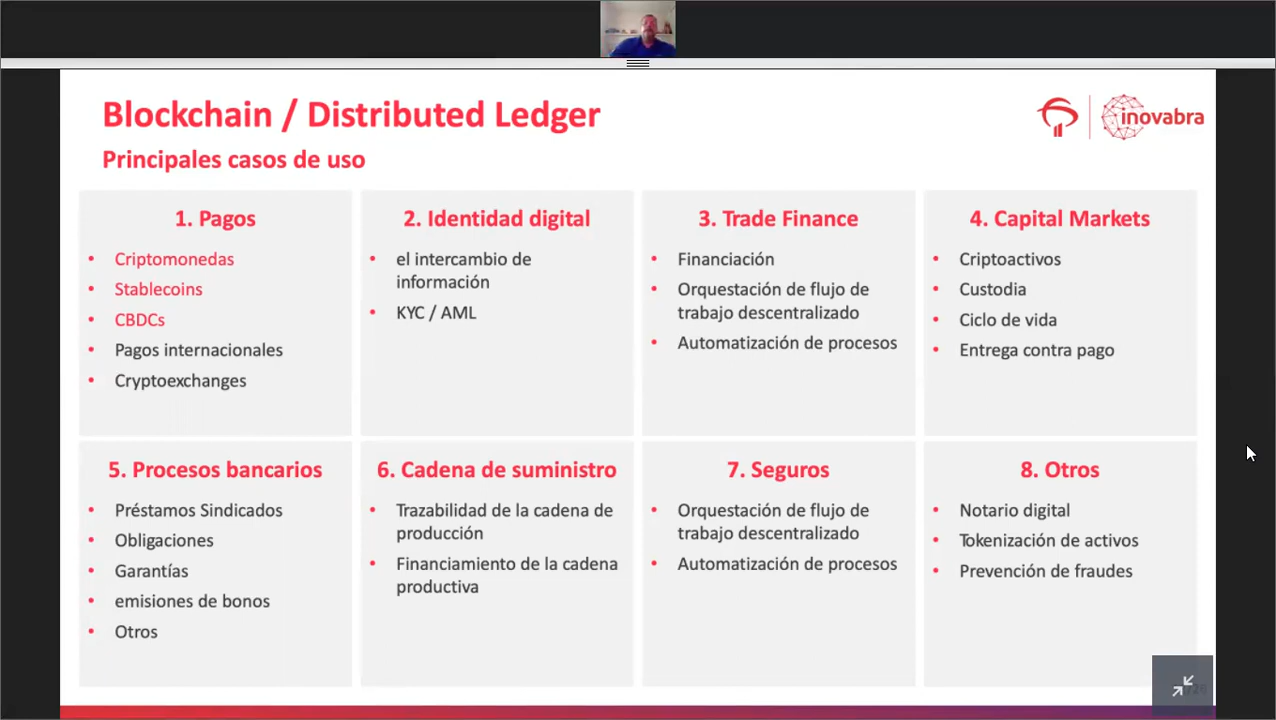 Blockchain / Distributed Ledger
inovabra
Principales casos de uso
1. Pagos
• Criptomonedas
• Stablecoins
• CBDCs
• Pagos internacionales
• Cryptoexchanges
2. Identidad digital
• el intercambio de
información
• KYC / AML
3. Trade Finance
• Financiación
• Orquestación de flujo de
trabajo descentralizado
• Automatización de procesos
4. Capital Markets
• Criptoactivos
• Custodia
• Ciclo de vida
• Entrega contra pago
5. Procesos bancarios
• Préstamos Sindicados
• Obligaciones
• Garantías
• emisiones de bonos
• Otros
6. Cadena de suministro
• Trazabilidad de la cadena de
producción
• Financiamiento de la cadena
productiva
7. Seguros
• Orquestación de flujo de
trabajo descentralizado
• Automatización de procesos
8. Otros
• Notario digital
• Tokenización de activos
• Prevención de fraudes